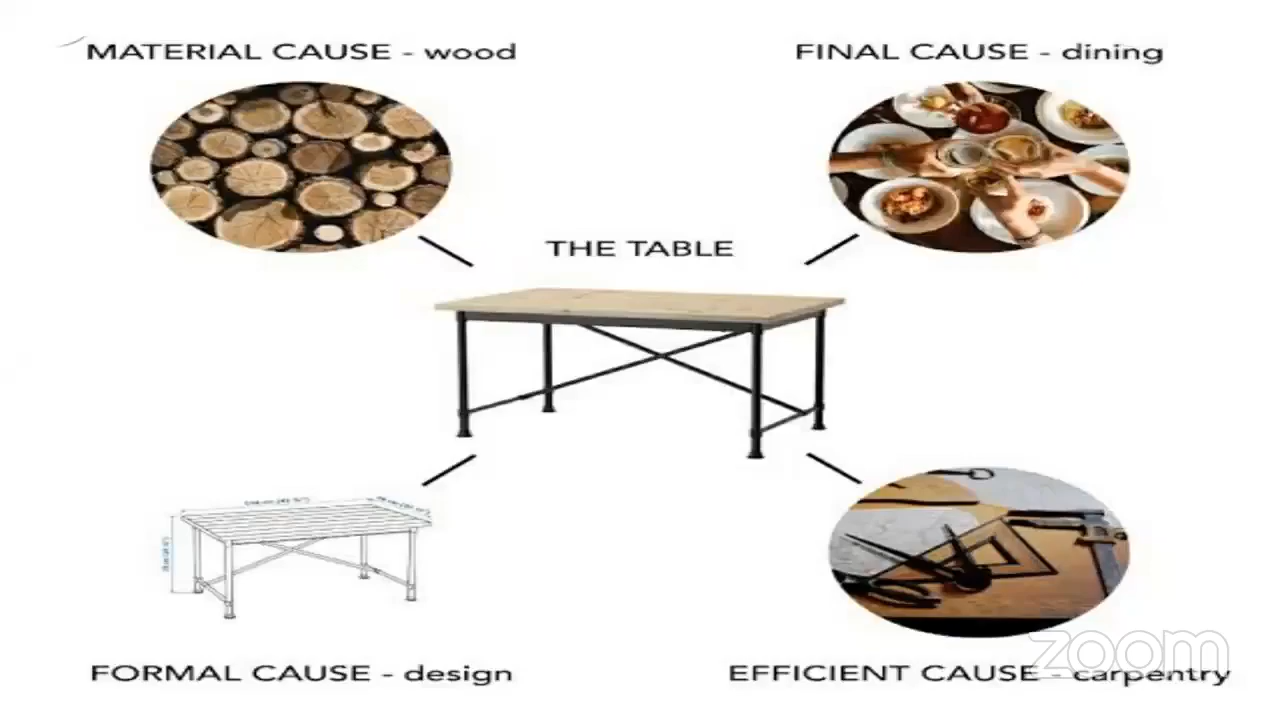 MATERIAL CAUSE - wood
FINAL CAUSE - dining
THE TABLE
FORMAL CAUSE - design
EFFICIENT CAUSE - carpentry
zoom